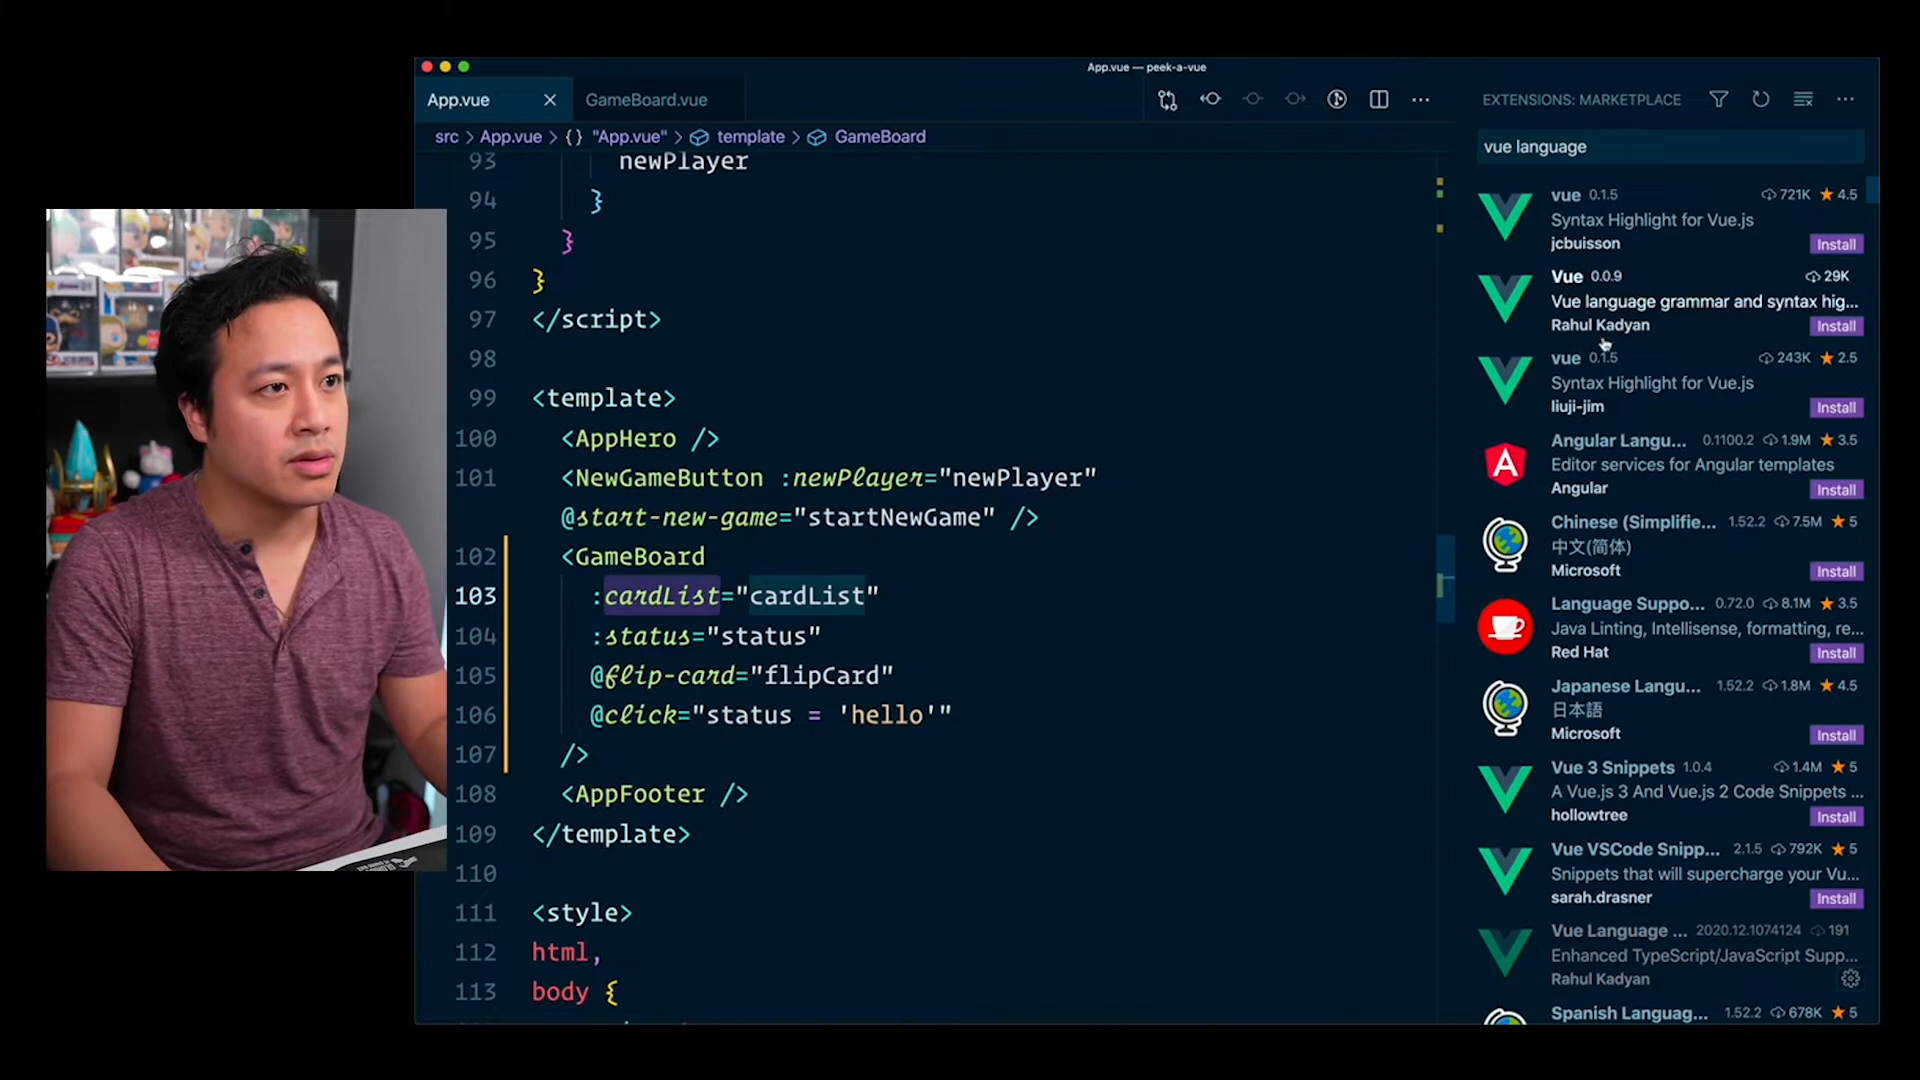 App.vue — peek-a-vue
App.vue
GameBoard.vue
src > App.vue > {} "App.vue" > template > GameBoard
93 newPlayer
94 }
95 }
96 }
97 </script>
98
99 <template>
100 <AppHero />
101 <NewGameButton :newPlayer="newPlayer"
@start-new-game="startNewGame" />
102 <GameBoard
103 :cardList="cardList"
104 :status="status"
105 @flip-card="flipCard"
106 @click="status = 'hello'"
107 />
108 <AppFooter />
109 </template>
110
111 <style>
112 html,
113 body {
EXTENSIONS: MARKETPLACE
vue language
vue 0.1.5 721K ★ 4.5
Syntax Highlight for Vue.js
jcbuisson Install
Vue 0.0.9 29K
Vue language grammar and syntax hig...
Rahul Kadyan Install
vue 0.1.5 243K ★ 2.5
Syntax Highlight for Vue.js
liuji-jim Install
Angular Langu... 0.1100.2 1.9M ★ 3.5
Editor services for Angular templates
Angular Install
Chinese (Simplifie... 1.52.2 7.5M ★ 5
中文(简体)
Microsoft Install
Language Suppo... 0.72.0 8.1M ★ 3.5
Java Linting, Intellisense, formatting, re...
Red Hat Install
Japanese Langu... 1.52.2 1.8M ★ 4.5
日本語
Microsoft Install
Vue 3 Snippets 1.0.4 1.4M ★ 5
A Vue.js 3 And Vue.js 2 Code Snippets ...
hollowtree Install
Vue VSCode Snipp... 2.1.5 792K ★ 5
Snippets that will supercharge your Vu...
sarah.drasner Install
Vue Language ... 2020.12.1074124 191
Enhanced TypeScript/JavaScript Supp...
Rahul Kadyan
Spanish Languag... 1.52.2 678K ★ 5